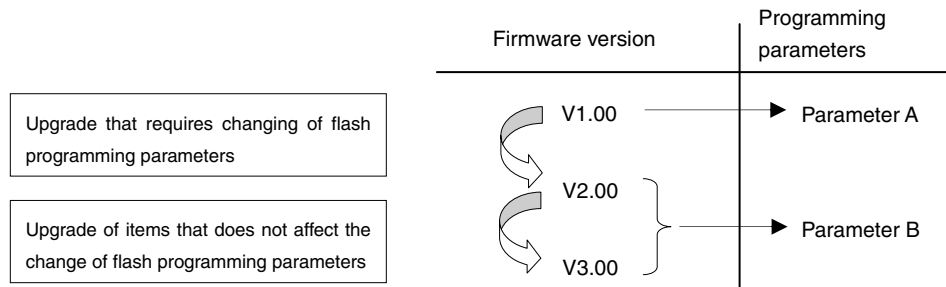 Firmware version
Programming
parameters
Upgrade that requires changing of flash
programming parameters
V1.00
Parameter A
V2.00
Upgrade of items that does not affect the
change of flash programming parameters
Parameter B
V3.00